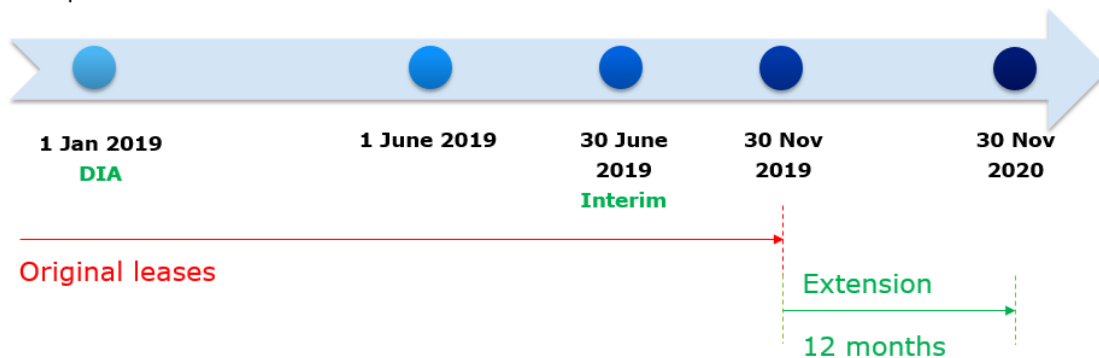 1 Jan 2019
DIA
1 June 2019
30 June
2019
Interim
30 Nov
2019
30 Nov
2020
Original leases
Extension
12 months